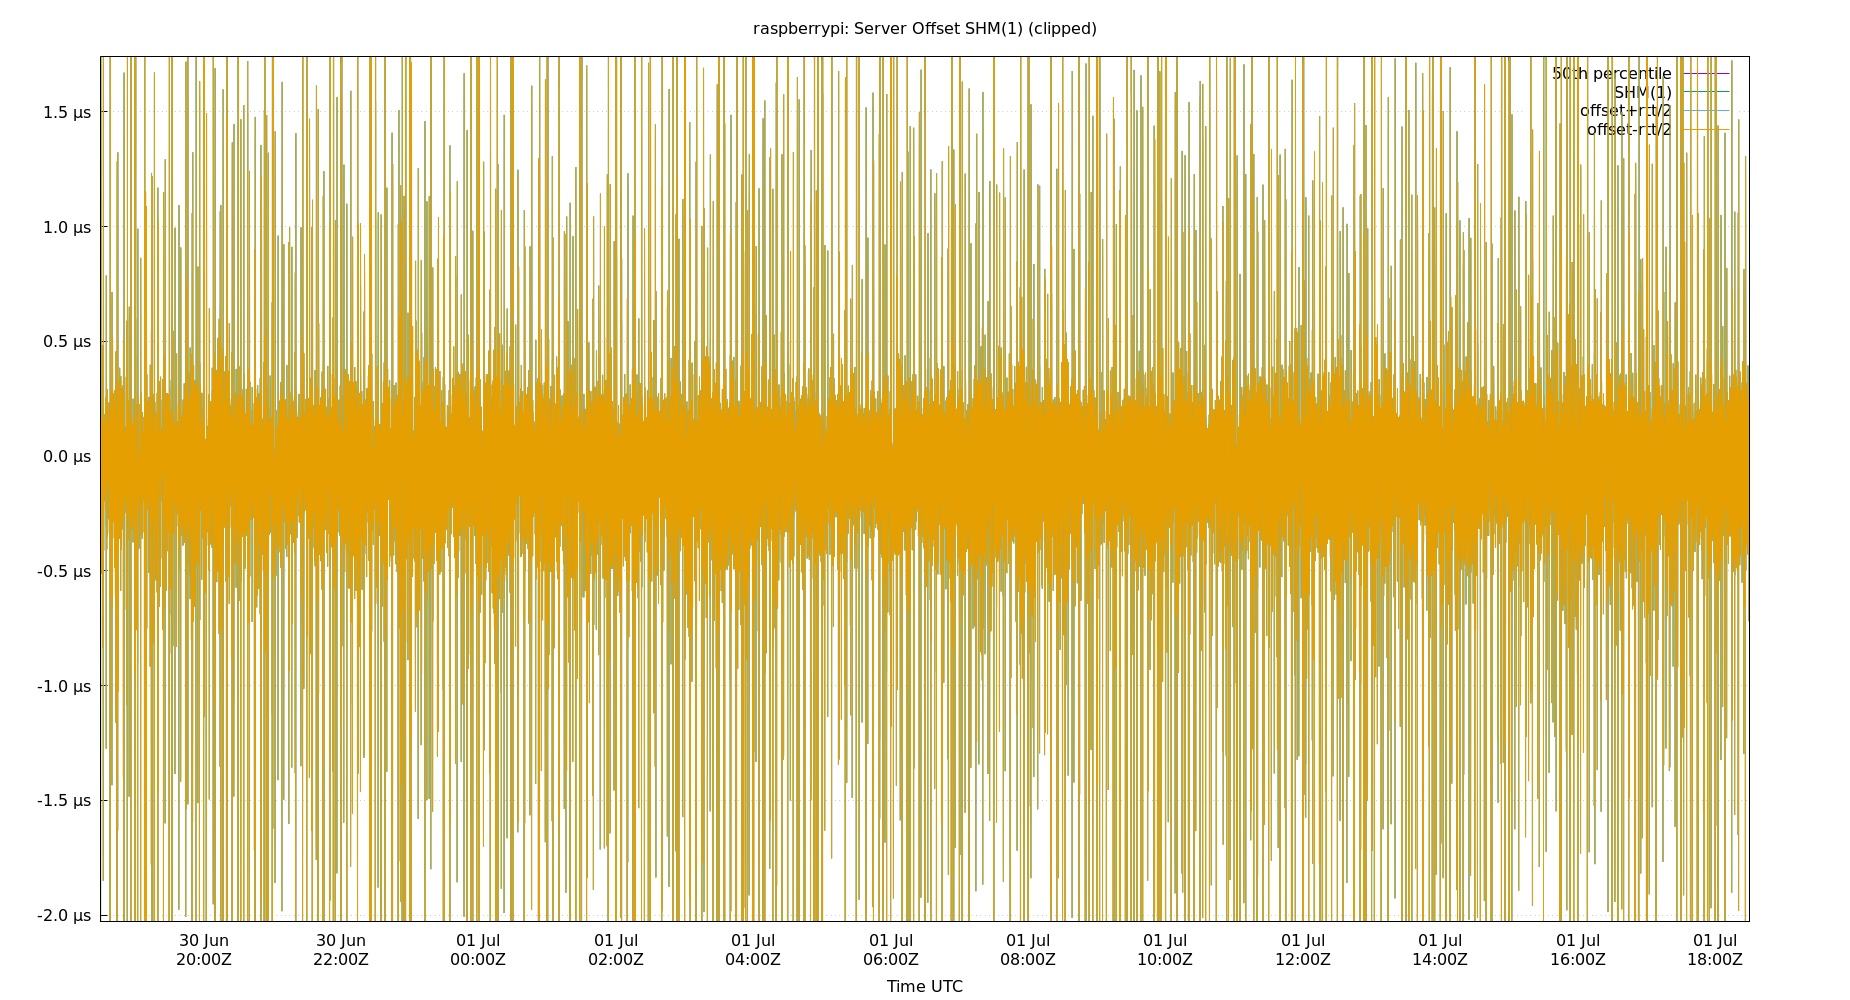 raspberrypi: Server Offset SHM(1) (clipped)
50th percentile
SHM(1)
offset+rtt/2
offset-rtt/2
1.5 µs
1.0 µs
0.5 µs
0.0 µs
-0.5 µs
-1.0 µs
-1.5 µs
-2.0 µs
30 Jun 30 Jun 01 Jul 01 Jul 01 Jul 01 Jul 01 Jul 01 Jul 01 Jul 01 Jul 01 Jul 01 Jul
20:00Z 22:00Z 00:00Z 02:00Z 04:00Z 06:00Z 08:00Z 10:00Z 12:00Z 14:00Z 16:00Z 18:00Z
Time UTC